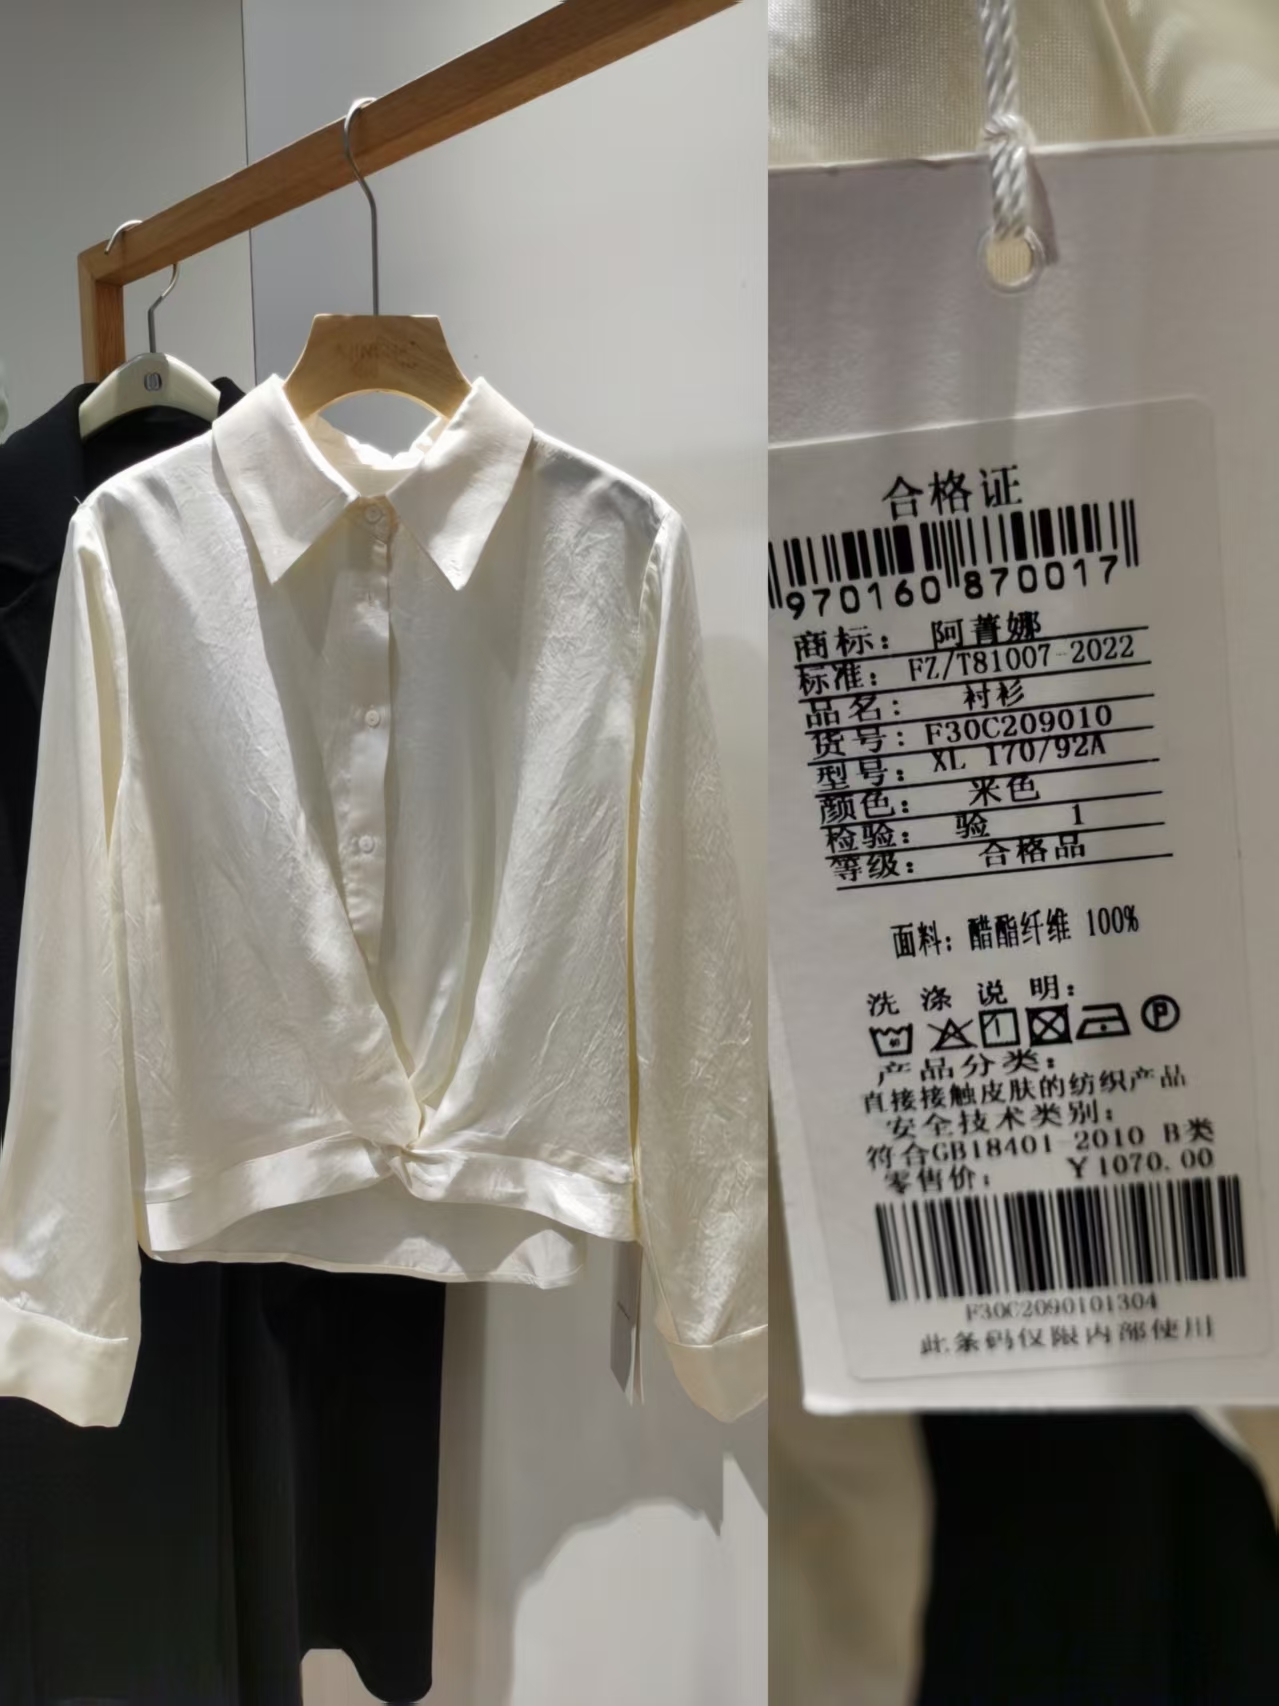 合格证
970160 870017
商标： 阿菁娜
标准： FZ/T81007-2022
品名： 衬衫
货号： F30C209010
型号： XL 170/92A
颜色： 米色
检验： 验 1
等级： 合格品
面料：醋酯纤维 100%
洗涤说明：
产品分类：
直接接触皮肤的纺织产品
安全技术类别：
符合GB18401-2010 B类
零售价： ￥1070.00
F30C2090101304
此条码仅限内部使用